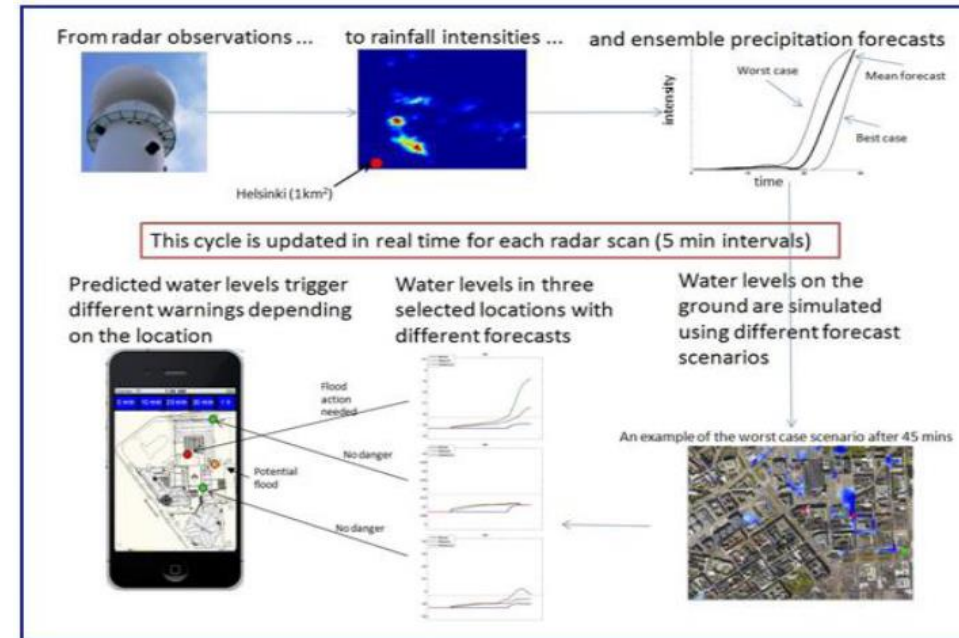 From radar observations ...
to rainfall intensities ...
and ensemble precipitation forecasts
Worst case
Mean forecast
Best case
intensity
time
Helsinki (1km²)
This cycle is updated in real time for each radar scan (5 min intervals)
Predicted water levels trigger
different warnings depending
on the location
Water levels in three
selected locations with
different forecasts
Water levels on the
ground are simulated
using different forecast
scenarios
Flood
action
needed
No danger
Potential
flood
No danger
An example of the worst case scenario after 45 mins